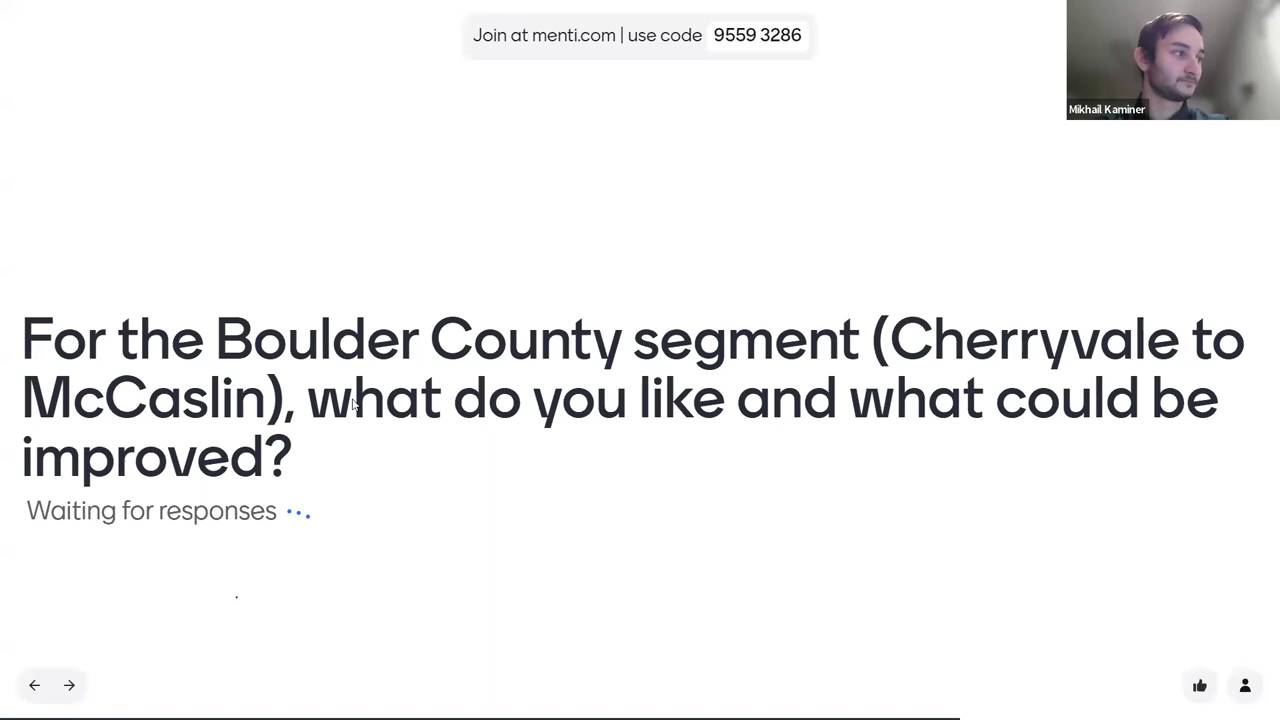 Join at menti.com | use code 9559 3286
Mikhail Kaminer
For the Boulder County segment (Cherryvale to
McCaslin), what do you like and what could be
improved?
Waiting for responses